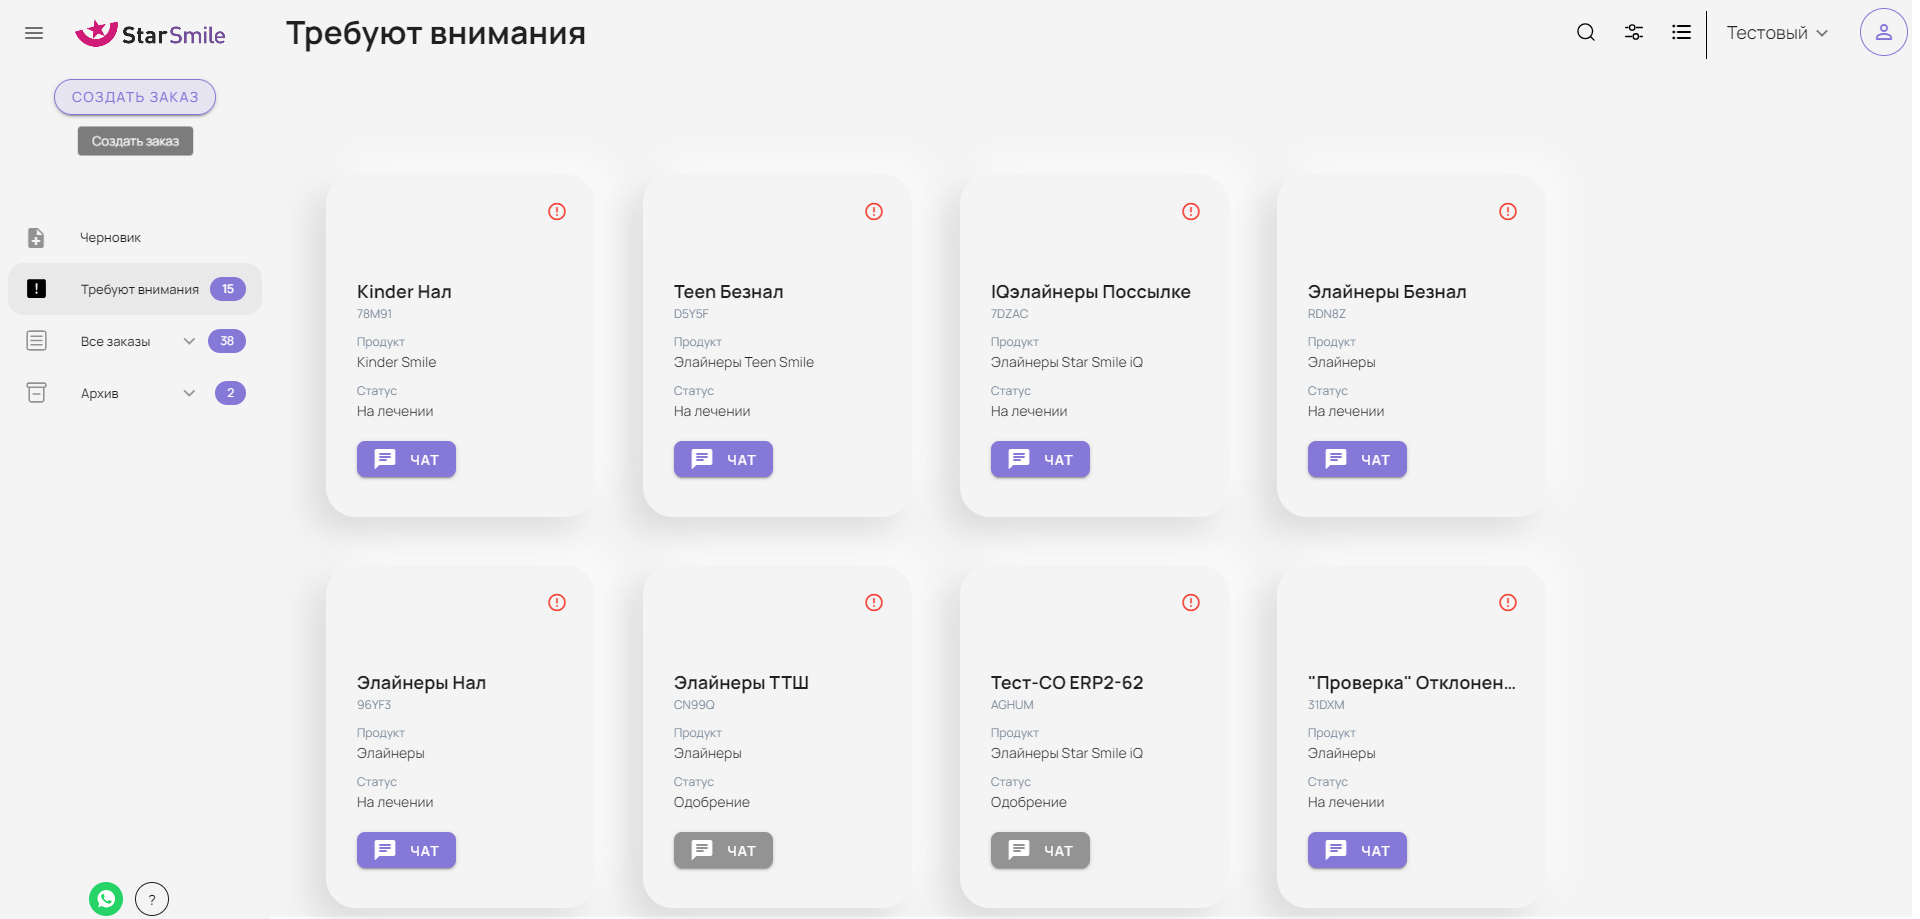 StarSmile
Требуют внимания
Тестовый
СОЗДАТЬ ЗАКАЗ
Создать заказ
Черновик
Требуют внимания 15
Все заказы 38
Архив 2
Kinder Нал
78M91
Продукт
Kinder Smile
Статус
На лечении
ЧАТ
Teen Безнал
D5Y5F
Продукт
Элайнеры Teen Smile
Статус
На лечении
ЧАТ
IQэлайнеры Поссылке
7DZAC
Продукт
Элайнеры Star Smile iQ
Статус
На лечении
ЧАТ
Элайнеры Безнал
RDN8Z
Продукт
Элайнеры
Статус
На лечении
ЧАТ
Элайнеры Нал
96YF3
Продукт
Элайнеры
Статус
На лечении
ЧАТ
Элайнеры ТТШ
CN99Q
Продукт
Элайнеры
Статус
Одобрение
ЧАТ
Тест-СО ERP2-62
AGHUM
Продукт
Элайнеры Star Smile iQ
Статус
Одобрение
ЧАТ
"Проверка" Отклонен...
31DXM
Продукт
Элайнеры
Статус
На лечении
ЧАТ
?